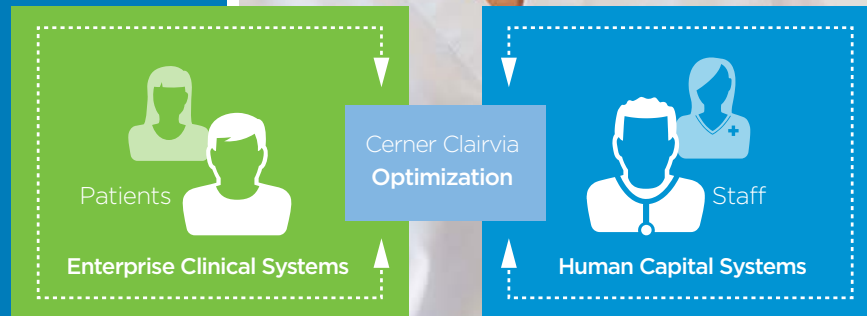 Patients
Enterprise Clinical Systems
Cerner Clairvia
Optimization
Staff
Human Capital Systems